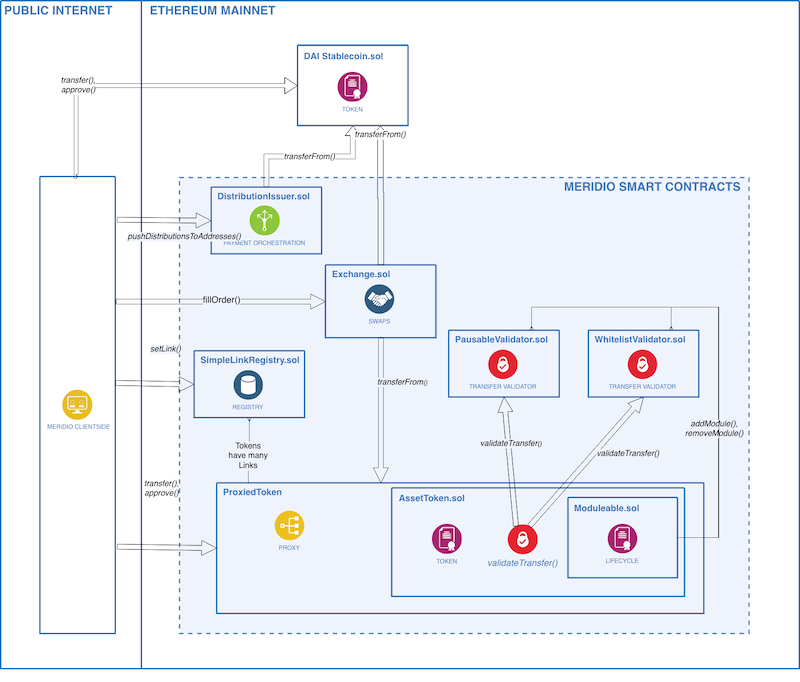 PUBLIC INTERNET
ETHEREUM MAINNET
DAI Stablecoin.sol
TOKEN
transfer(),
approve()
transferFrom()
transferFrom()
MERIDIO SMART CONTRACTS
DistributionIssuer.sol
PAYMENT ORCHESTRATION
pushDistributionsToAddresses()
Exchange.sol
SWAPS
fillOrder()
PausableValidator.sol
TRANSFER VALIDATOR
WhitelistValidator.sol
TRANSFER VALIDATOR
setLink()
SimpleLinkRegistry.sol
REGISTRY
transferFrom()
MERIDIO CLIENTSIDE
addModule(),
removeModule()
validateTransfer()
validateTransfer()
Tokens
have many
Links
transfer(),
approve()
ProxiedToken
PROXY
AssetToken.sol
TOKEN
validateTransfer()
Moduleable.sol
LIFECYCLE